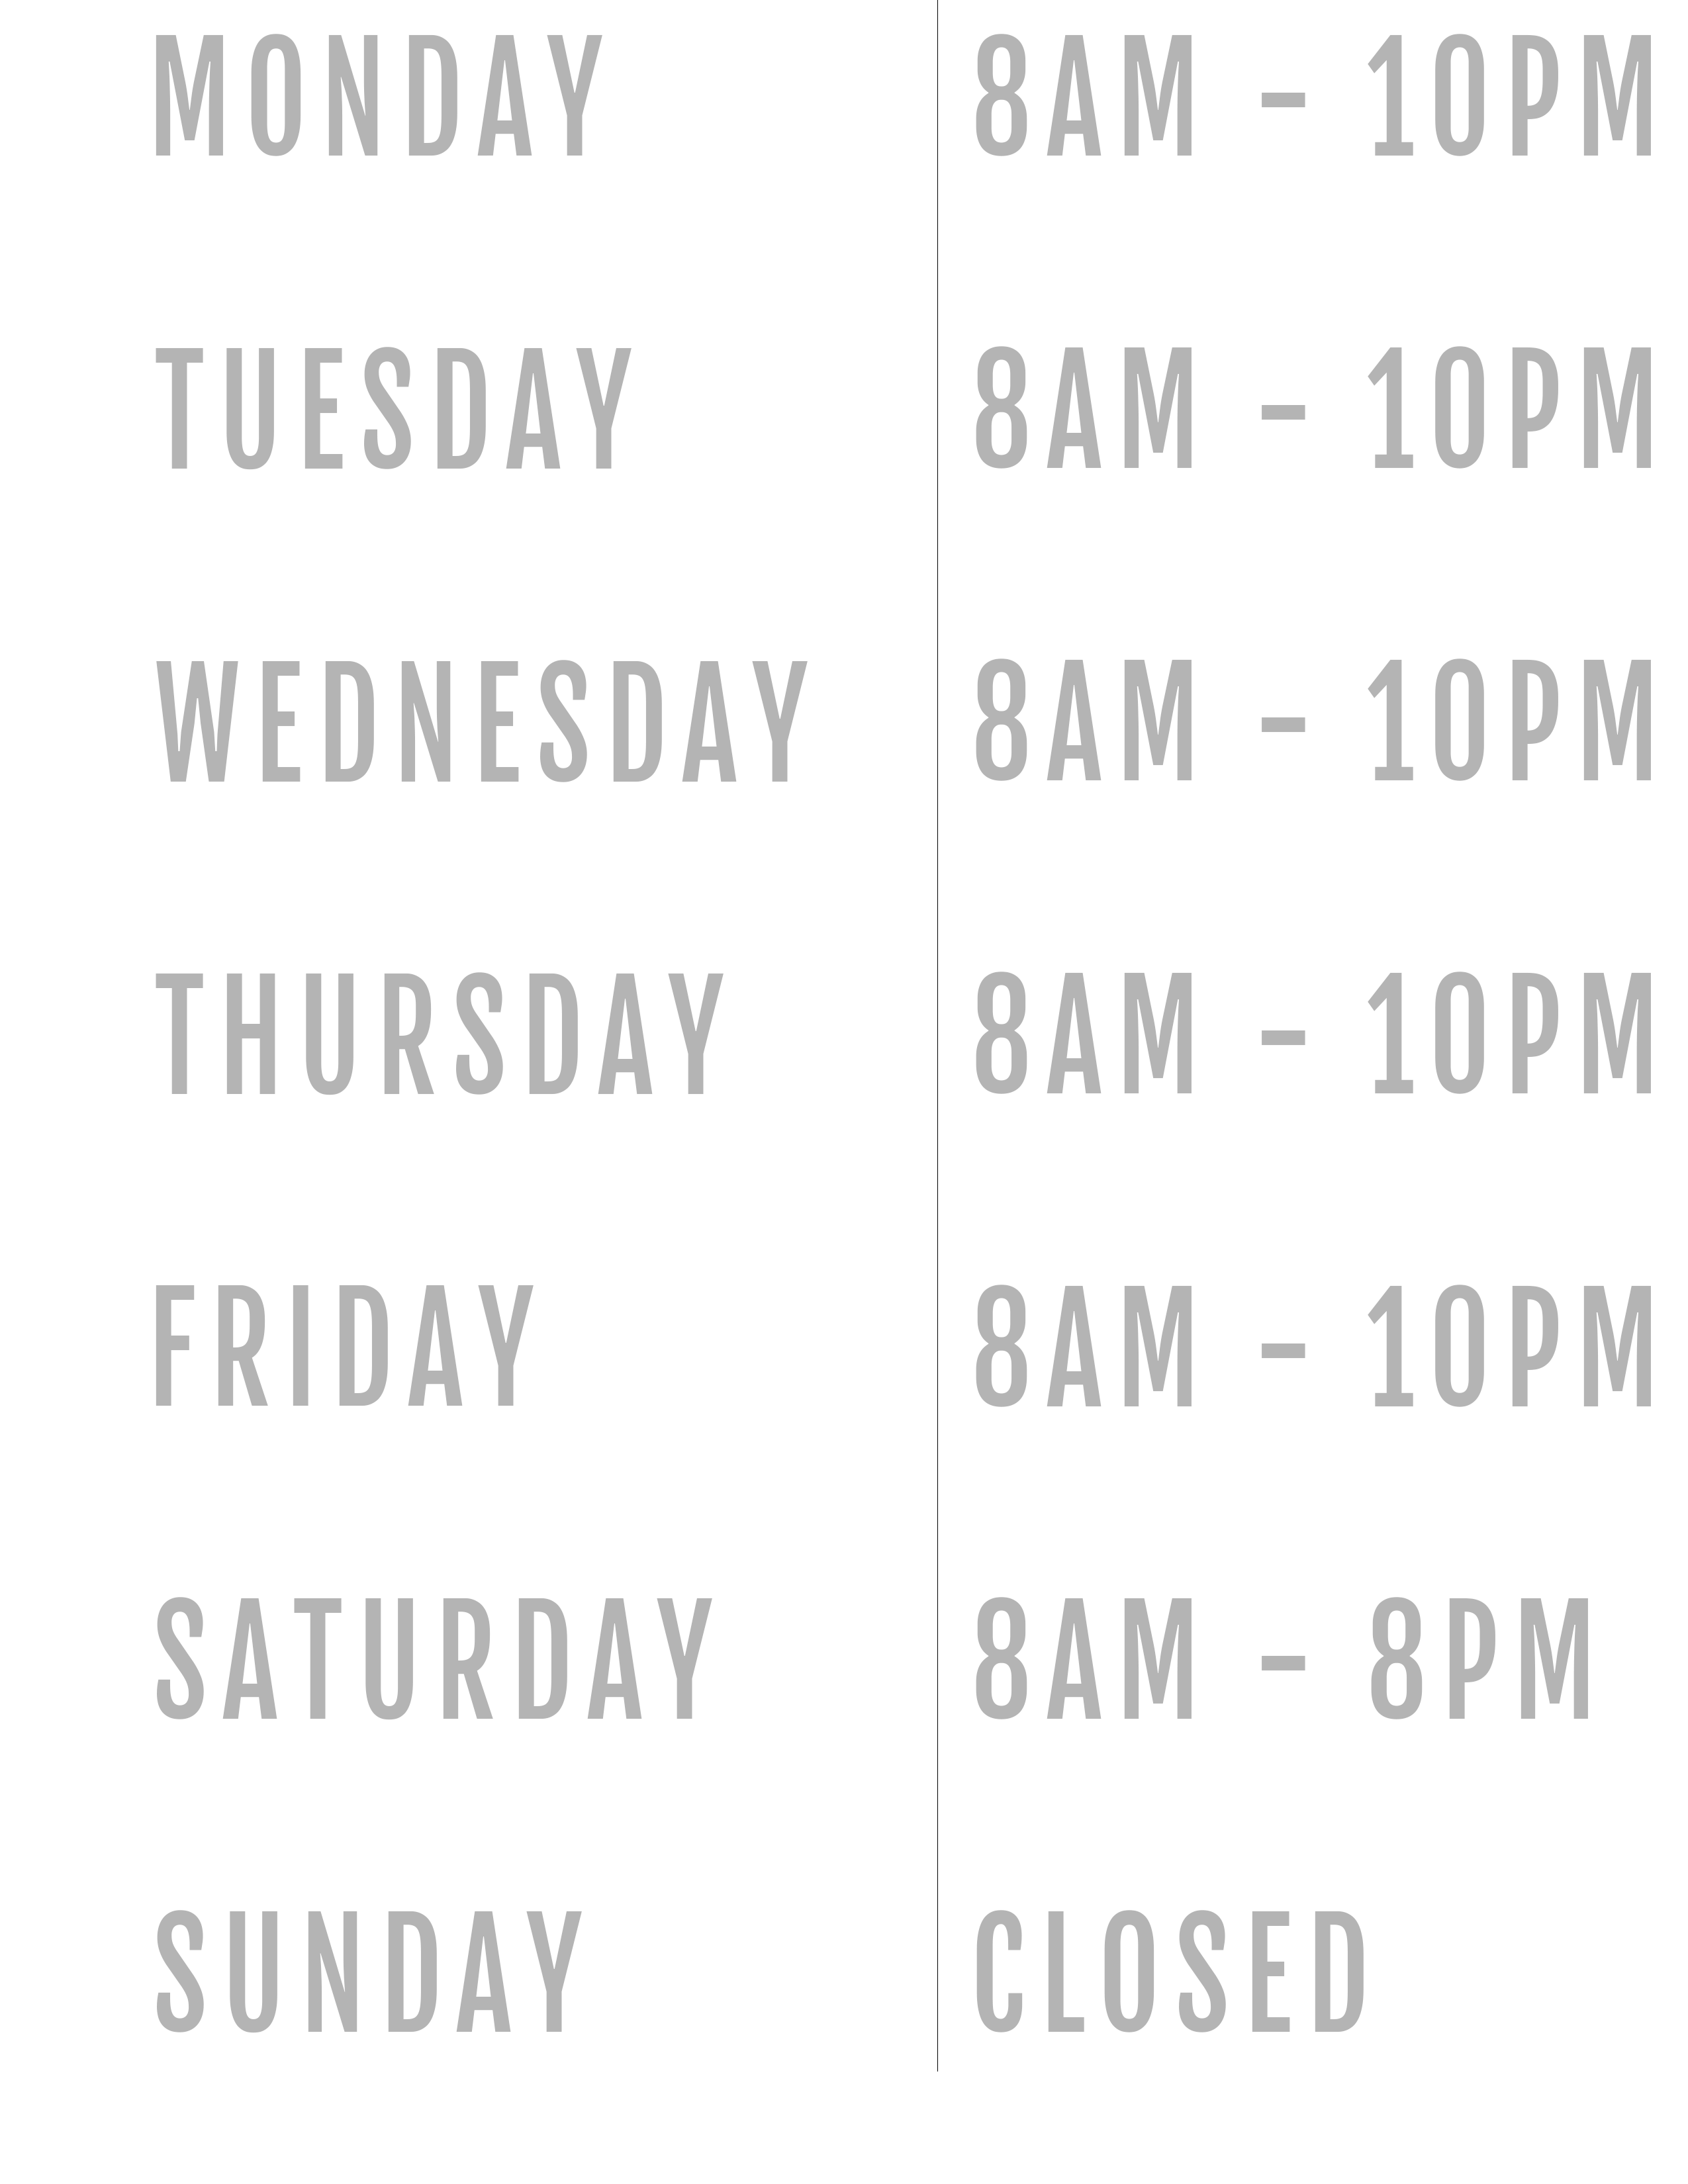 MONDAY 8AM - 10PM
TUESDAY 8AM - 10PM
WEDNESDAY 8AM - 10PM
THURSDAY 8AM - 10PM
FRIDAY 8AM - 10PM
SATURDAY 8AM - 8PM
SUNDAY CLOSED